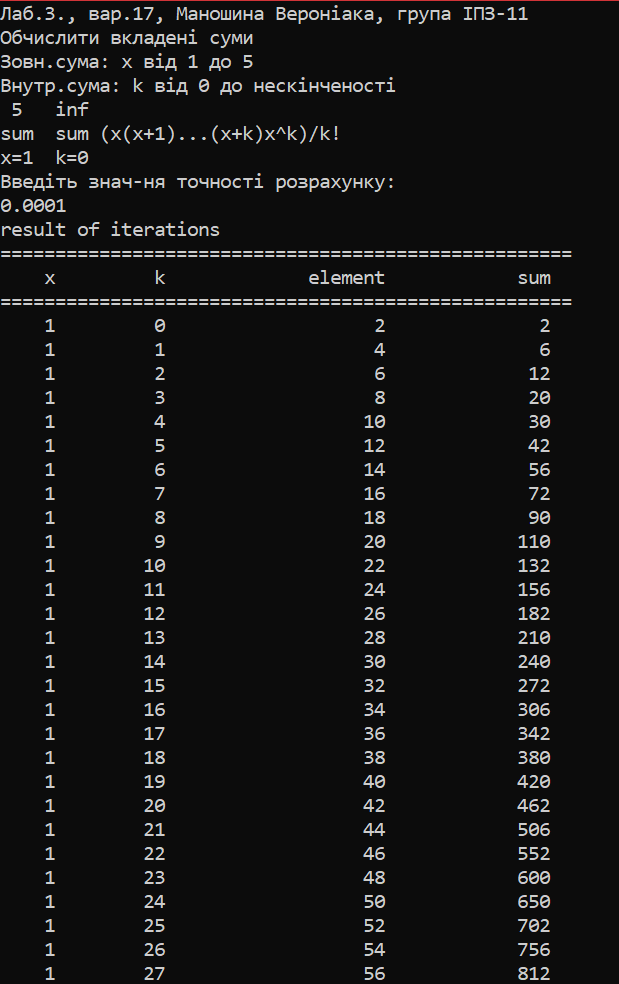 Лаб.3., вар.17, Маношина Вероніака, група ІПЗ-11
Обчислити вкладені суми
Зовн.сума: x від 1 до 5
Внутр.сума: k від 0 до нескінченості
5 inf
sum sum (x(x+1)...(x+k)x^k)/k!
x=1 k=0
Введіть знач-ня точності розрахунку:
0.0001
result of iterations
====================================================
x k element sum
====================================================
1 0 2 2
1 1 4 6
1 2 6 12
1 3 8 20
1 4 10 30
1 5 12 42
1 6 14 56
1 7 16 72
1 8 18 90
1 9 20 110
1 10 22 132
1 11 24 156
1 12 26 182
1 13 28 210
1 14 30 240
1 15 32 272
1 16 34 306
1 17 36 342
1 18 38 380
1 19 40 420
1 20 42 462
1 21 44 506
1 22 46 552
1 23 48 600
1 24 50 650
1 25 52 702
1 26 54 756
1 27 56 812